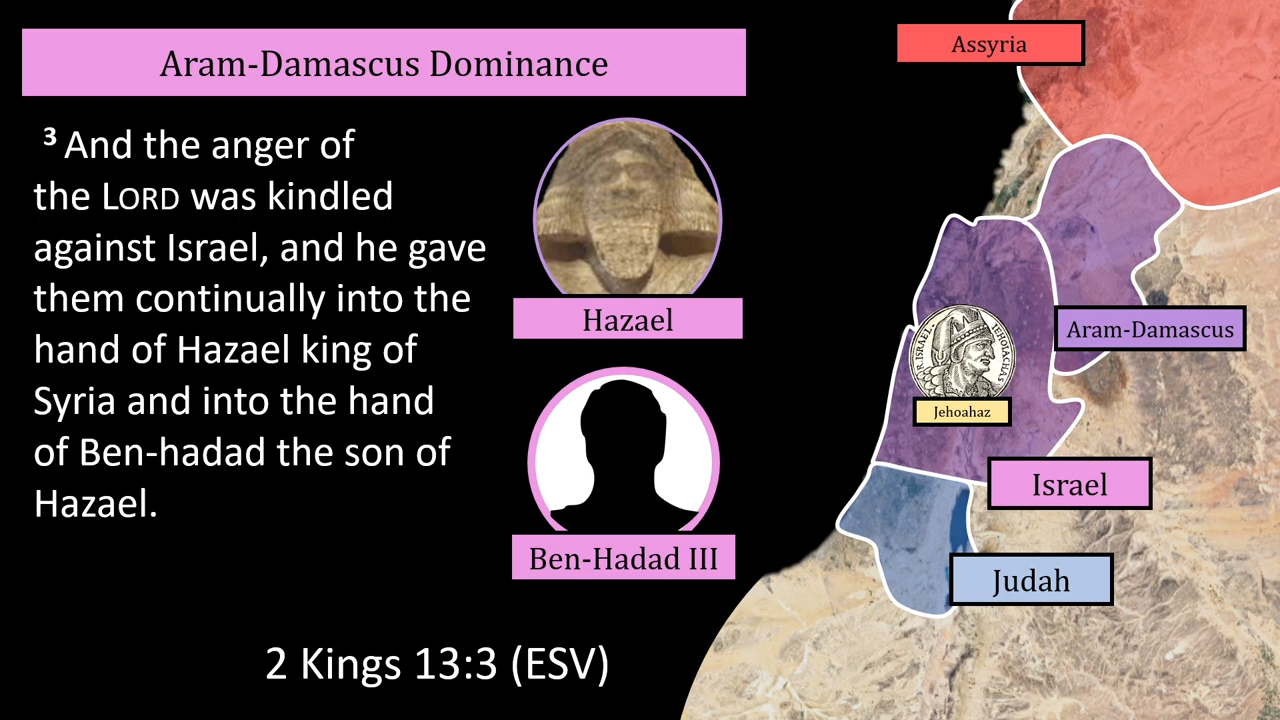 Aram-Damascus Dominance
3 And the anger of
the LORD was kindled
against Israel, and he gave
them continually into the
hand of Hazael king of
Syria and into the hand
of Ben-hadad the son of
Hazael.
2 Kings 13:3 (ESV)
Hazael
Ben-Hadad III
Assyria
Aram-Damascus
Jehoahaz
Israel
Judah